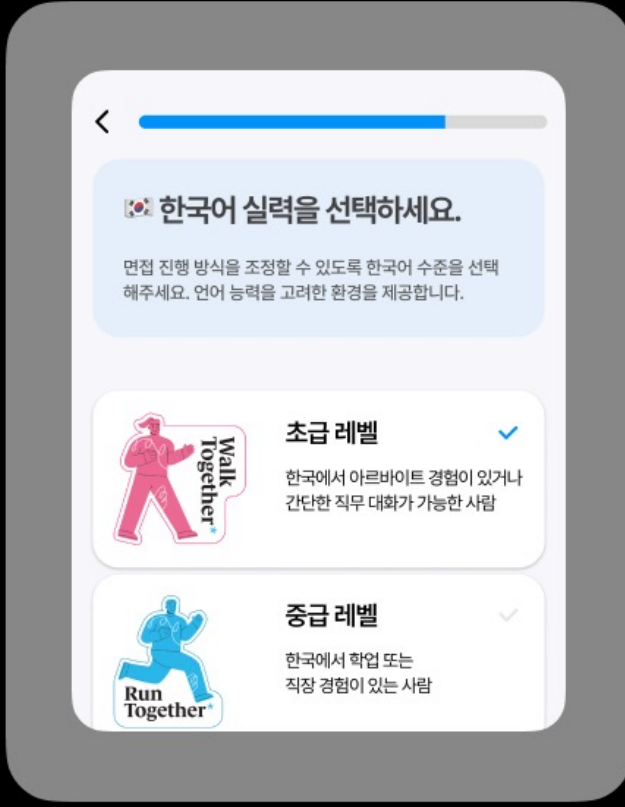 🇰🇷 한국어 실력을 선택하세요.
면접 진행 방식을 조정할 수 있도록 한국어 수준을 선택
해주세요. 언어 능력을 고려한 환경을 제공합니다.
Walk
Together*
초급 레벨
한국에서 아르바이트 경험이 있거나
간단한 직무 대화가 가능한 사람
Run
Together*
중급 레벨
한국에서 학업 또는
직장 경험이 있는 사람